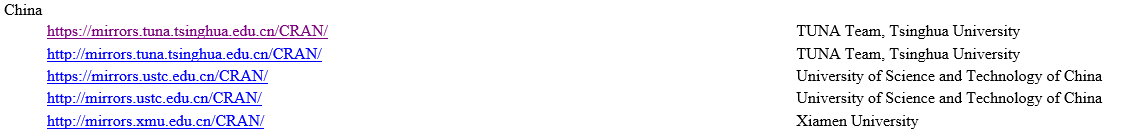 China
https://mirrors.tuna.tsinghua.edu.cn/CRAN/ TUNA Team, Tsinghua University
http://mirrors.tuna.tsinghua.edu.cn/CRAN/ TUNA Team, Tsinghua University
https://mirrors.ustc.edu.cn/CRAN/ University of Science and Technology of China
http://mirrors.ustc.edu.cn/CRAN/ University of Science and Technology of China
http://mirrors.xmu.edu.cn/CRAN/ Xiamen University